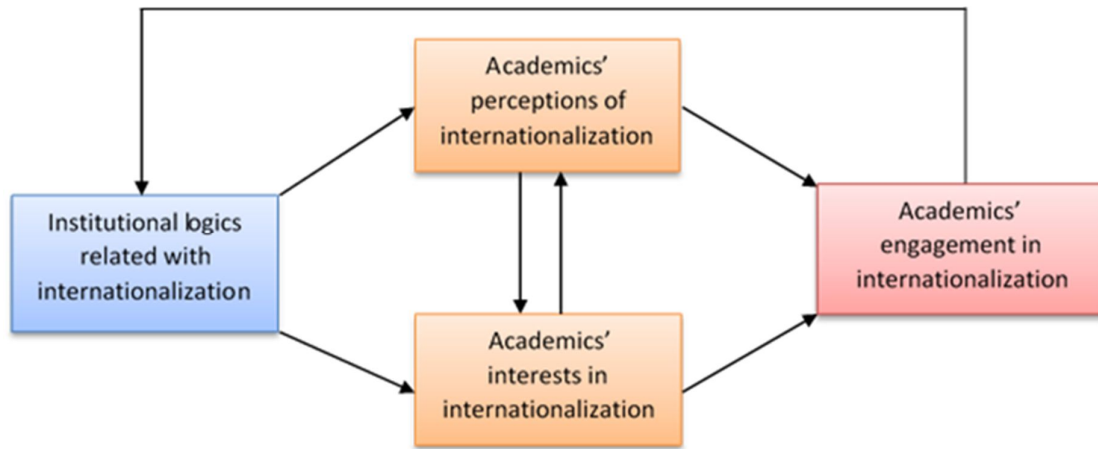 Academics’
perceptions of
internationalization
Institutional logics
related with
internationalization
Academics’
engagement in
internationalization
Academics’
interests in
internationalization